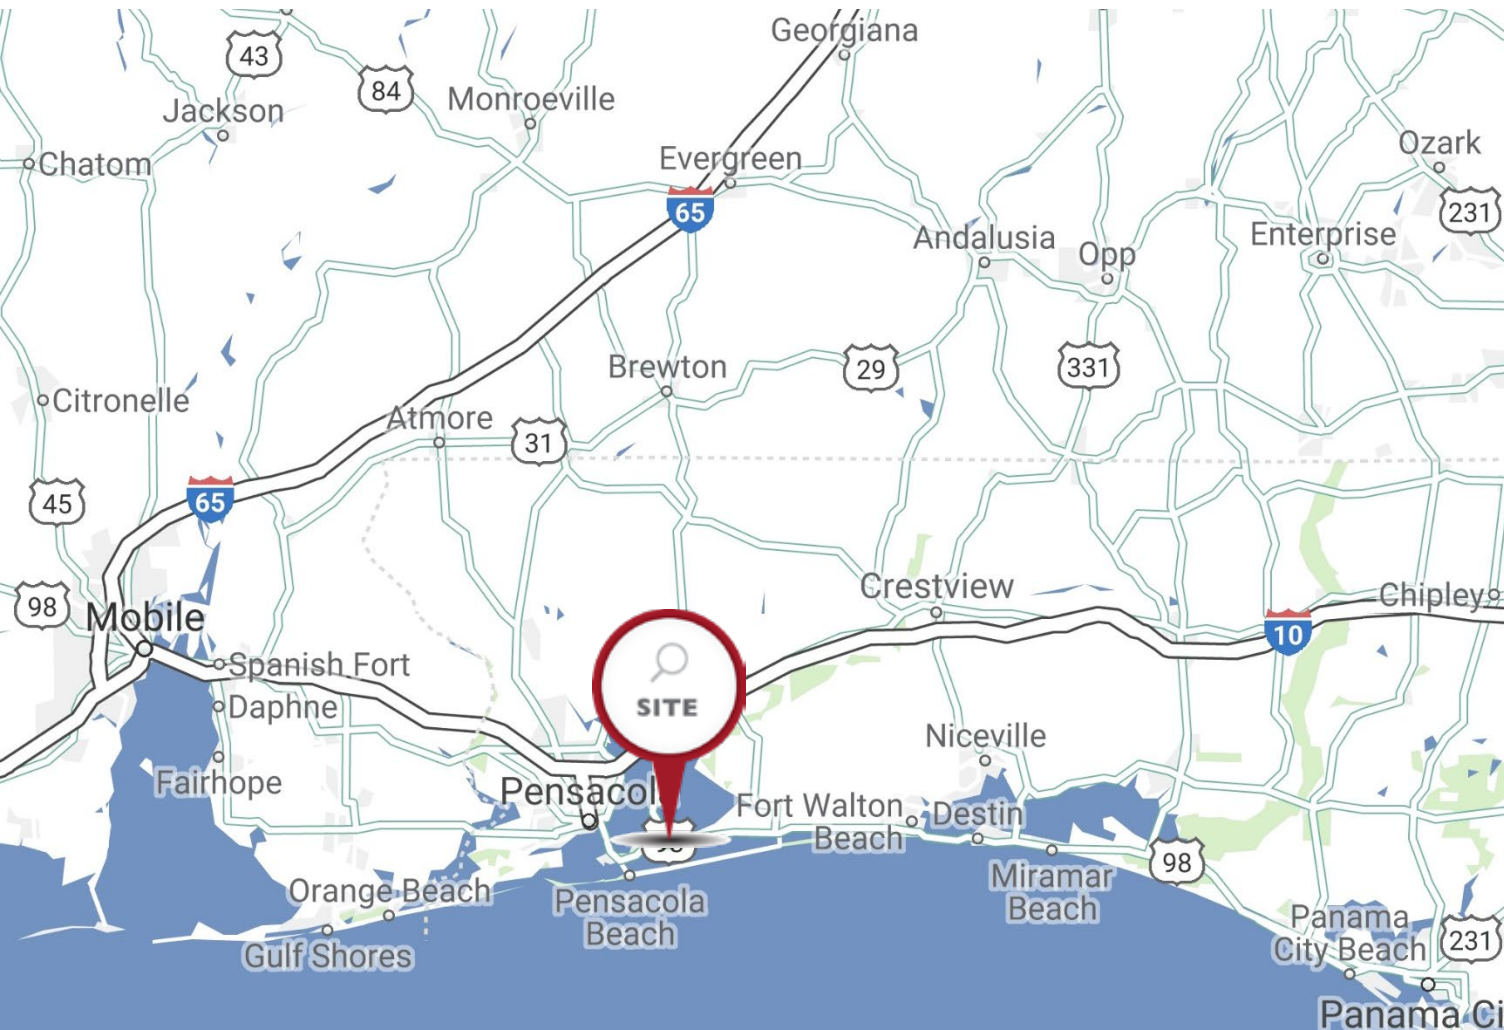 Georgiana
43
84
Monroeville
Jackson
Ozark
Evergreen
Chatom
65
231
Andalusia
Enterprise
Opp
Brewton
29
331
Citronelle
Atmore
31
65
45
Crestview
Chipley
98
Mobile
10
Spanish Fort
SITE
Daphne
Niceville
Fairhope
Fort Walton
Beach
Destin
98
Miramar
Beach
Orange Beach
Pensacola
Beach
Panama
City Beach
231
Gulf Shores
Panama Ci